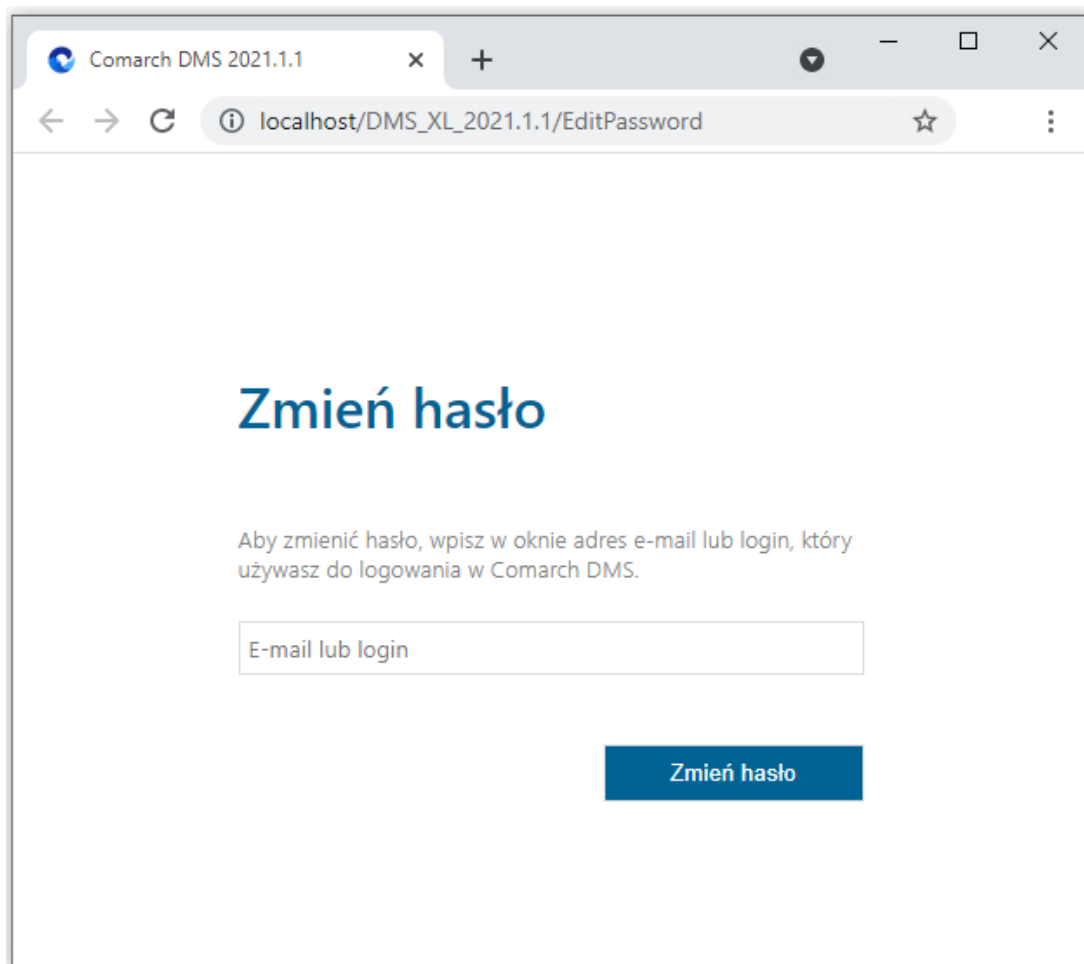 Comarch DMS 2021.1.1
localhost/DMS_XL_2021.1.1/EditPassword
Zmień hasło
Aby zmienić hasło, wpisz w oknie adres e-mail lub login, który
używasz do logowania w Comarch DMS.
E-mail lub login
Zmień hasło